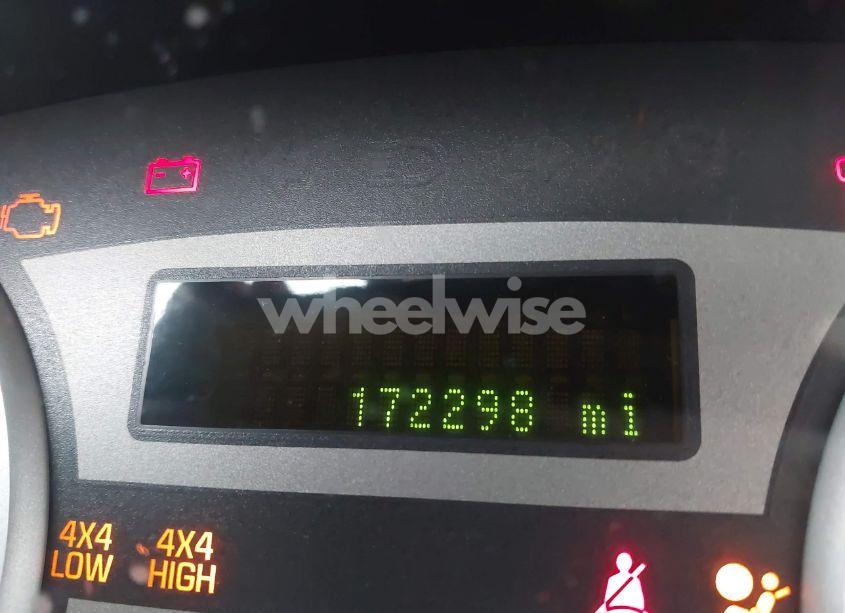 wheelwise
172298 mi
4X4 LOW
4X4 HIGH